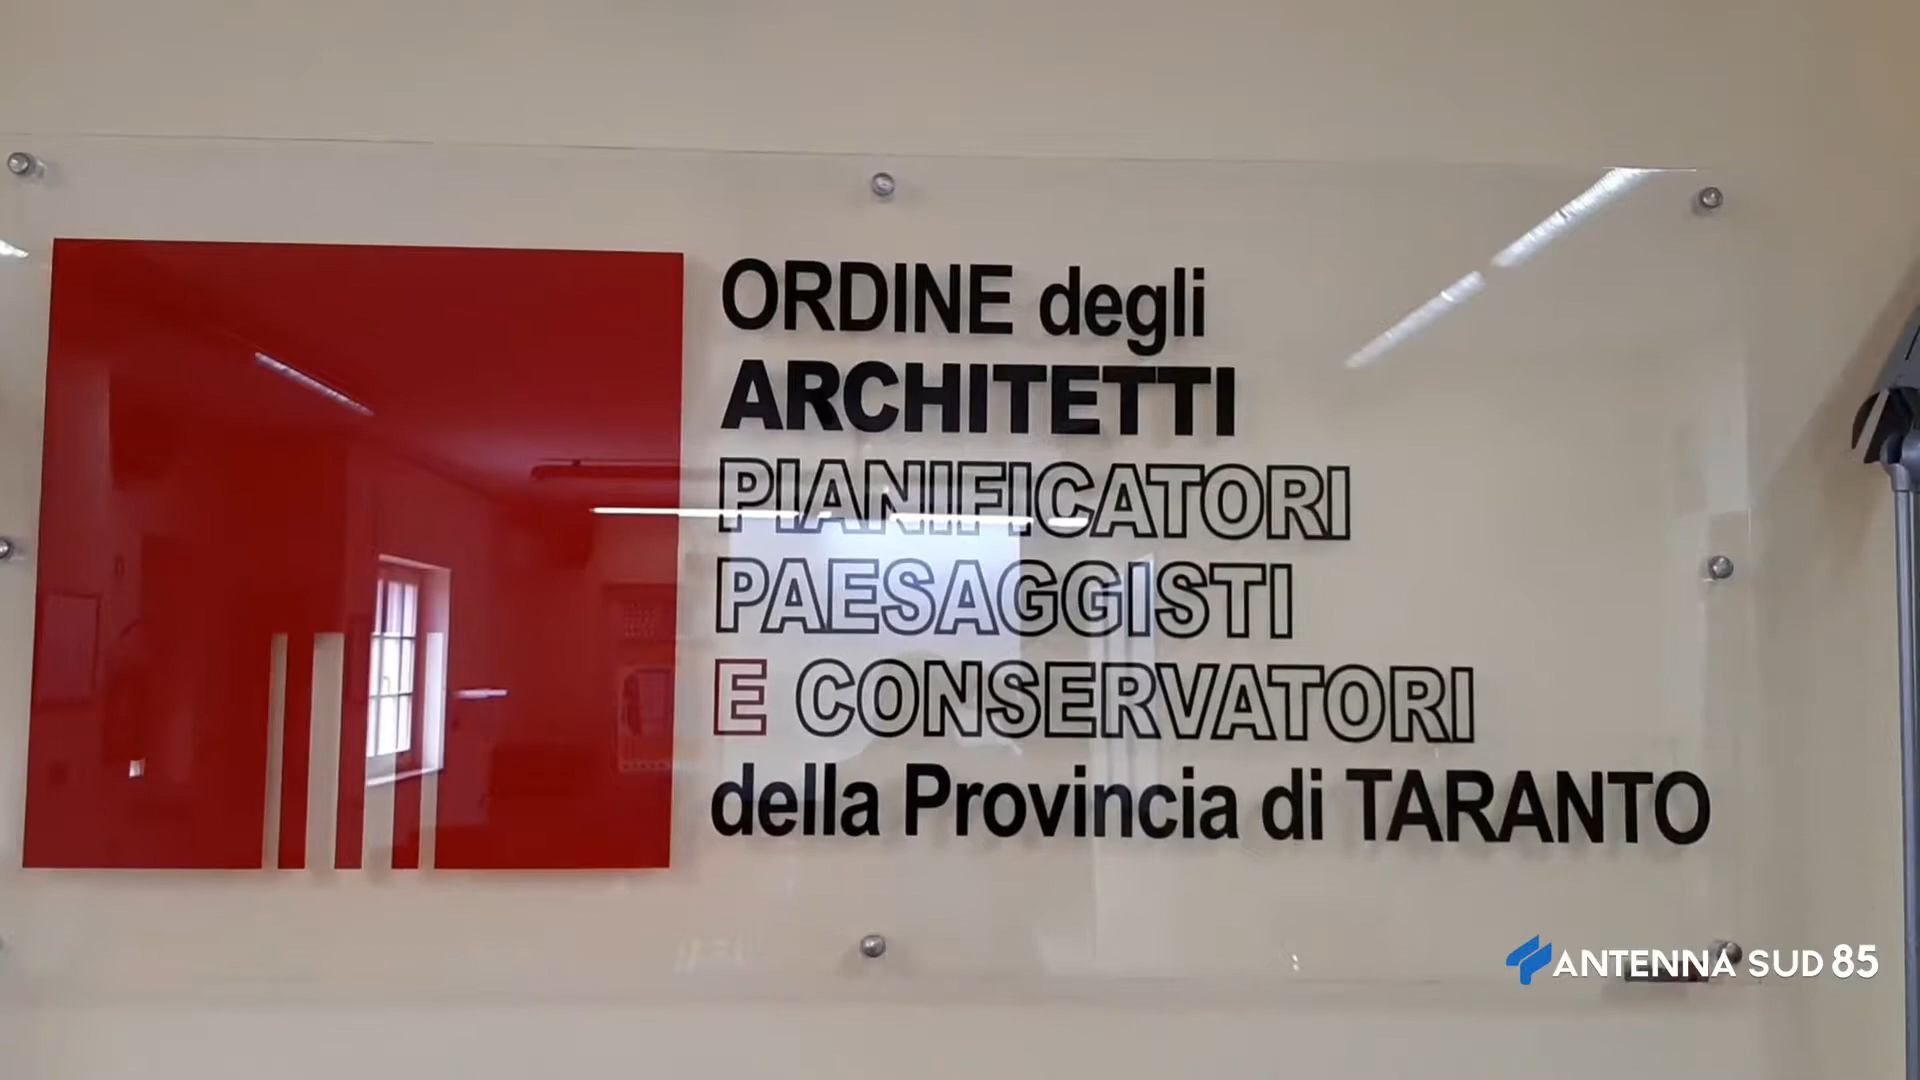 ORDINE degli
ARCHITETTI
PIANIFICATORI
PAESAGGISTI
E CONSERVATORI
della Provincia di TARANTO
ANTENNA SUD 85